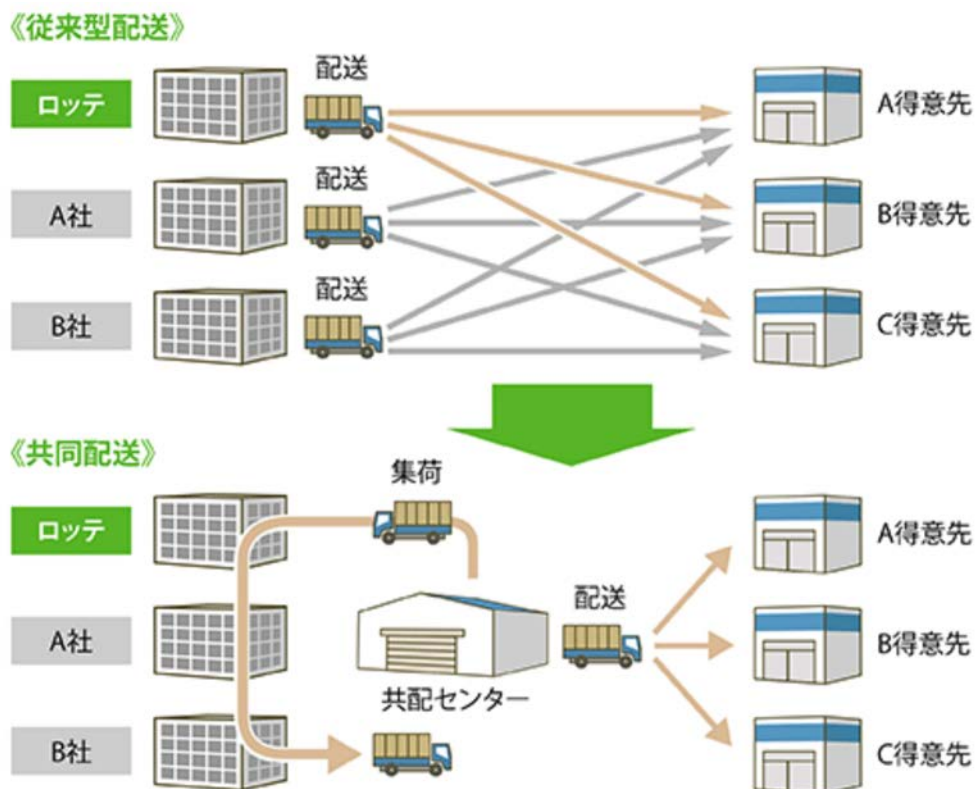 《従来型配送》
配送
ロッテ
A得意先
配送
A社
B得意先
配送
B社
C得意先
《共同配送》
集荷
ロッテ
A得意先
配送
A社
B得意先
共配センター
B社
C得意先